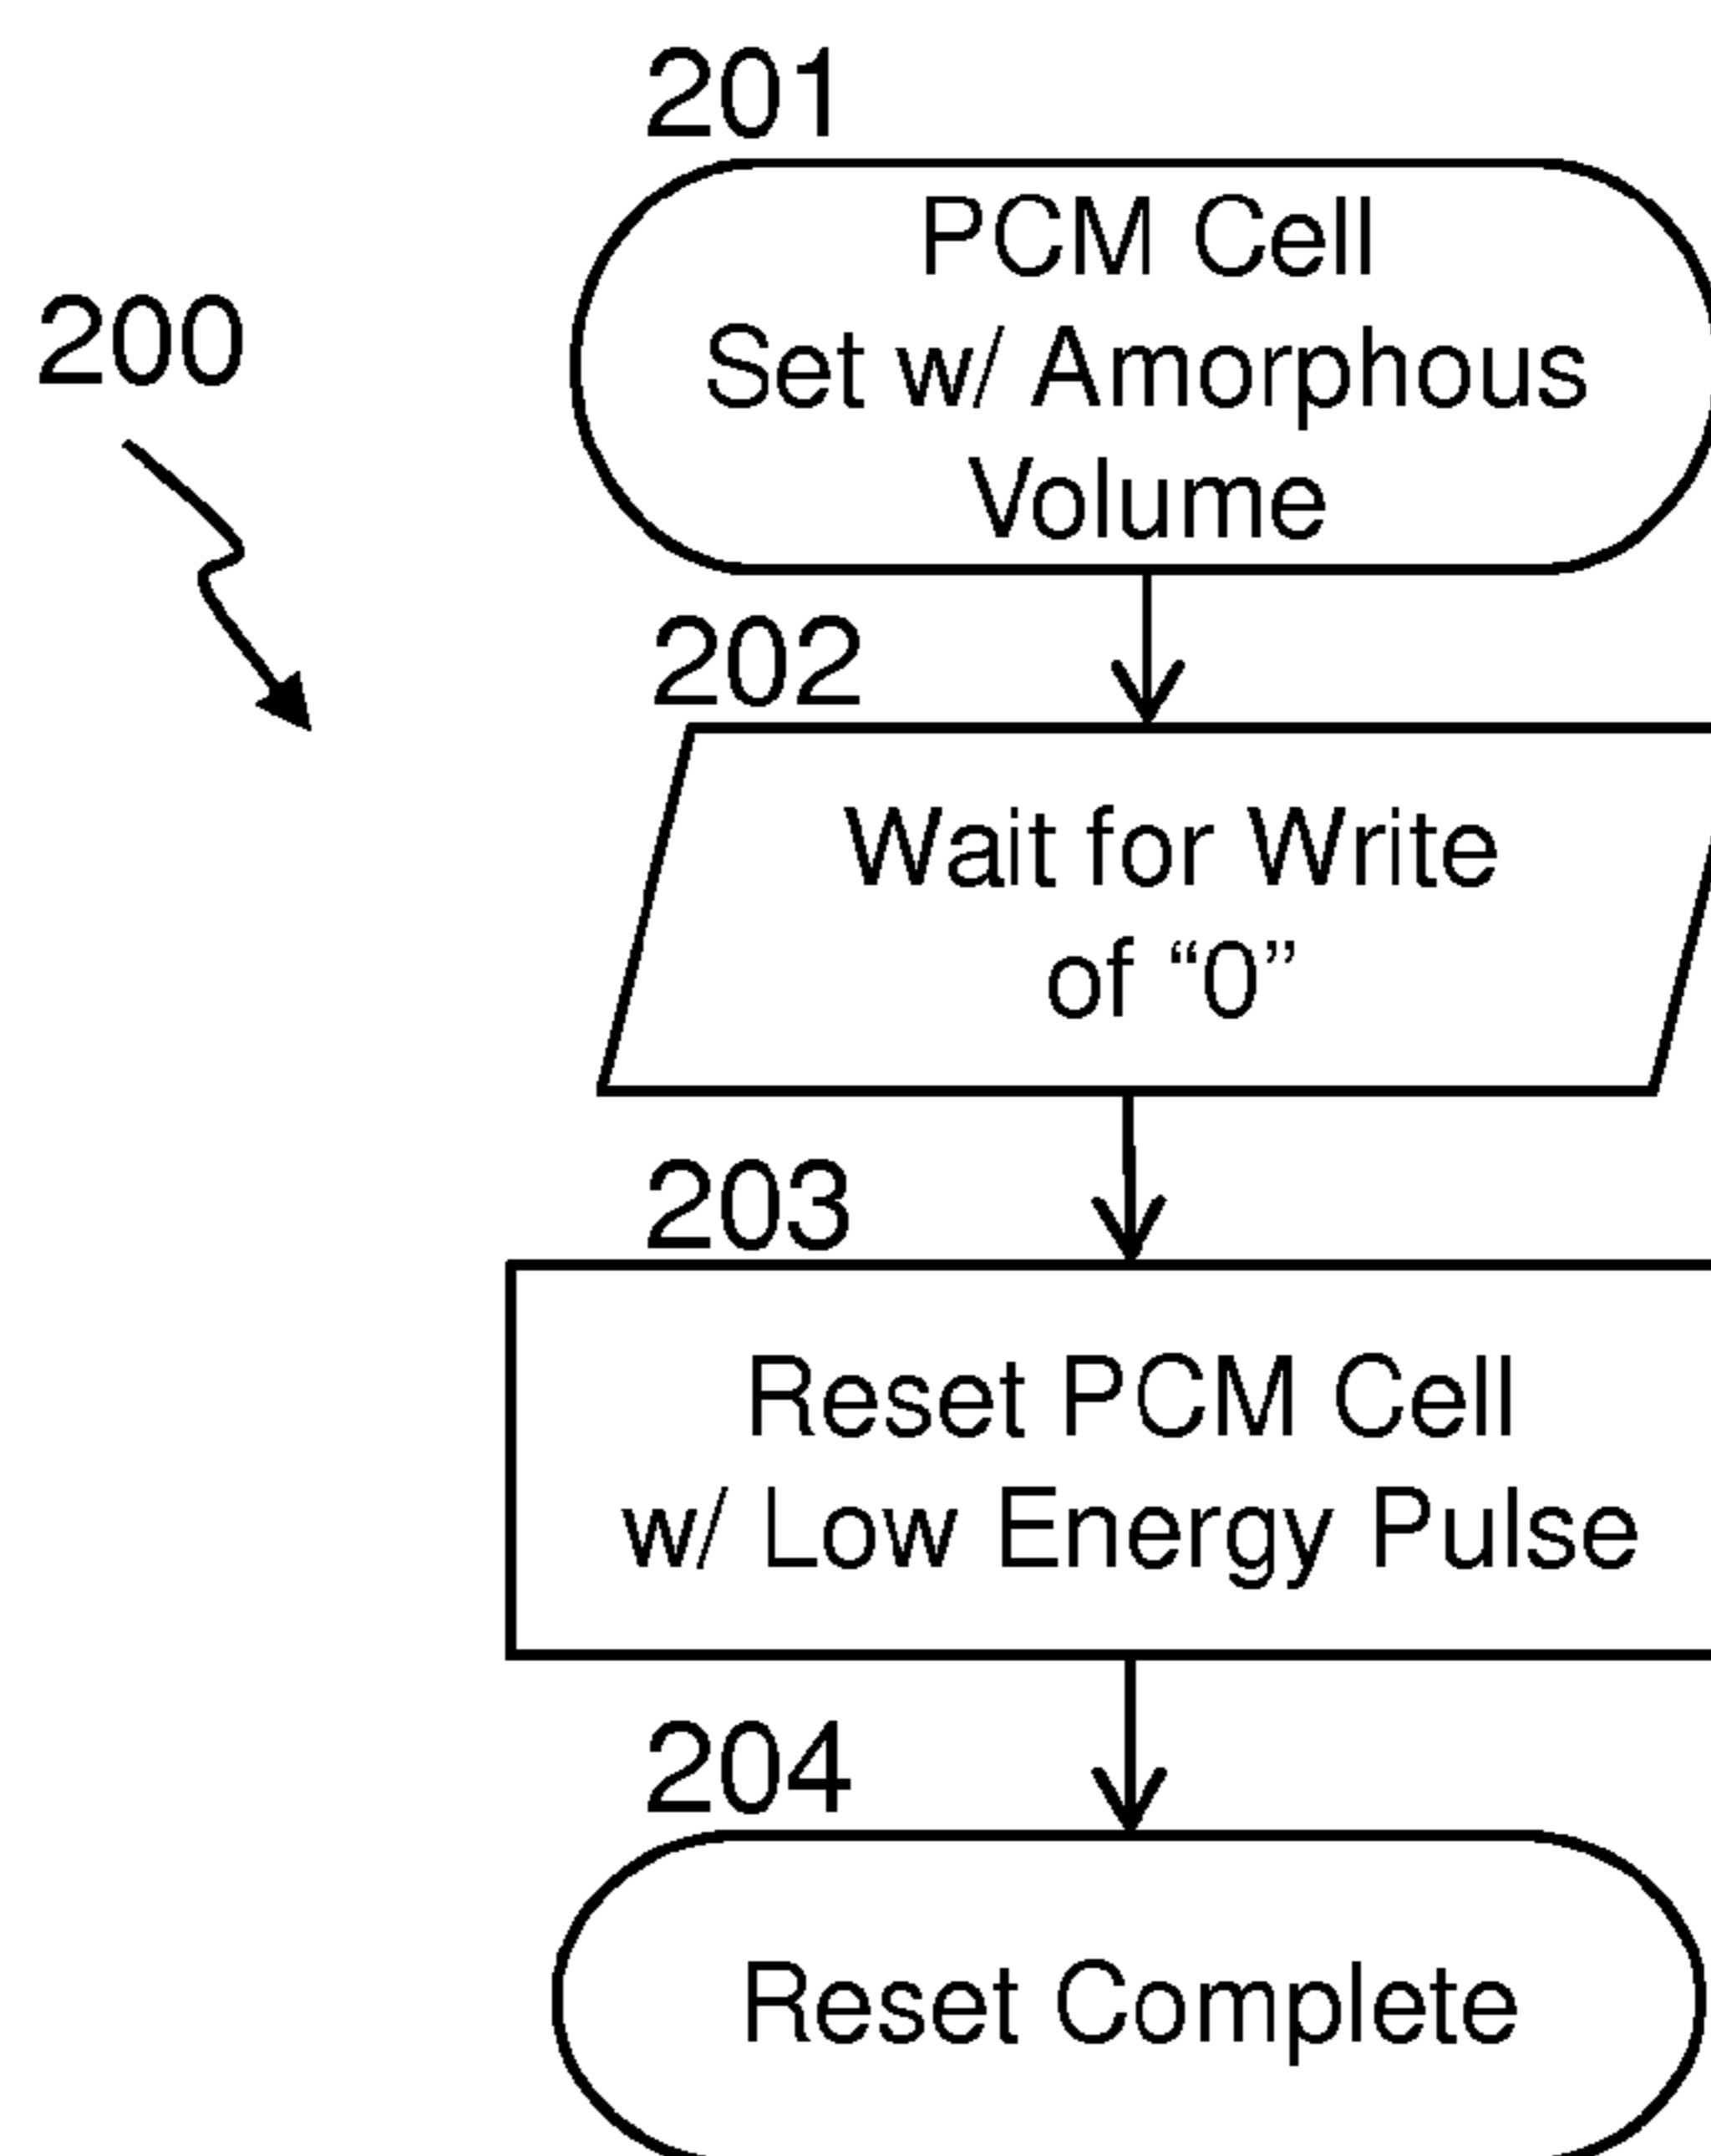 201
PCM Cell
Set w/ Amorphous
Volume
200
202
Wait for Write
of “0”
203
Reset PCM Cell
w/ Low Energy Pulse
204
Reset Complete